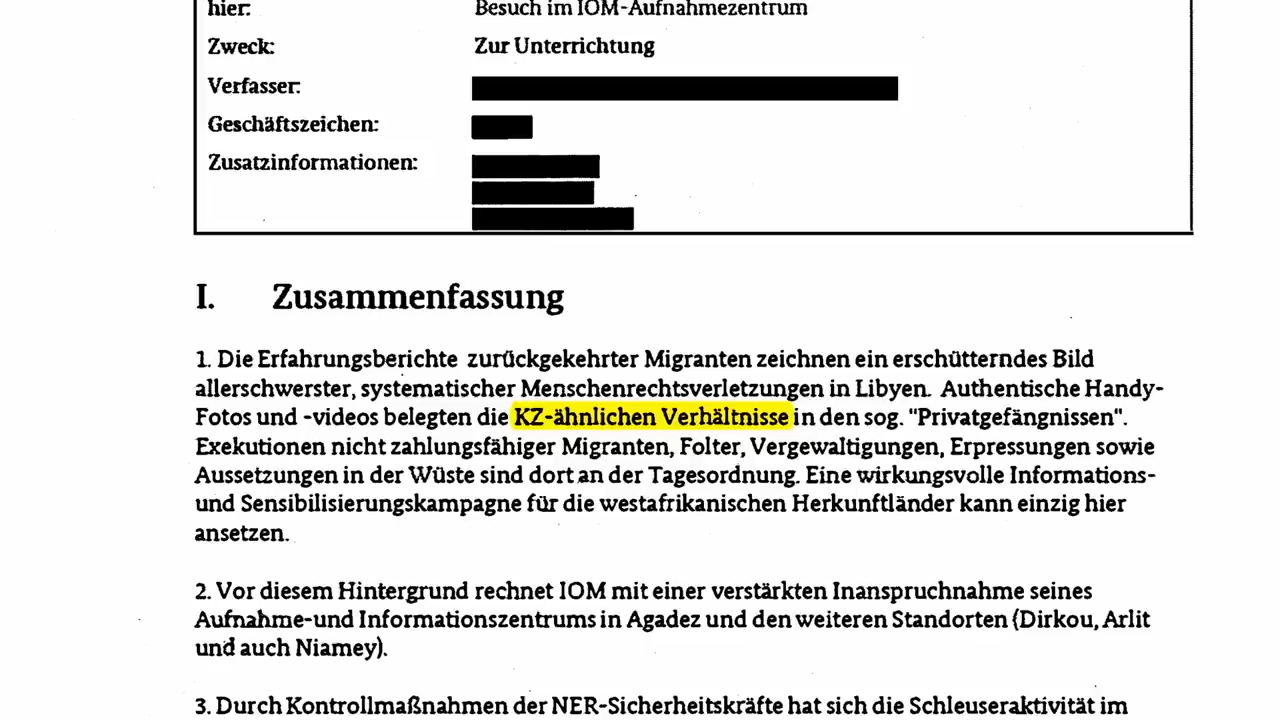 hier: Besuch im IOM-Aufnahmezentrum
Zweck: Zur Unterrichtung
Verfasser:
Geschäftszeichen:
Zusatzinformationen:
I. Zusammenfassung
1. Die Erfahrungsberichte zurückgekehrter Migranten zeichnen ein erschütterndes Bild
allerschwerster, systematischer Menschenrechtsverletzungen in Libyen. Authentische Handy-
Fotos und -videos belegten die KZ-ähnlichen Verhältnisse in den sog. "Privatgefängnissen".
Exekutionen nicht zahlungsfähiger Migranten, Folter, Vergewaltigungen, Erpressungen sowie
Aussetzungen in der Wüste sind dort an der Tagesordnung. Eine wirkungsvolle Informations-
und Sensibilisierungskampagne für die westafrikanischen Herkunftländer kann einzig hier
ansetzen.
2. Vor diesem Hintergrund rechnet IOM mit einer verstärkten Inanspruchnahme seines
Aufnahme-und Informationszentrums in Agadez und den weiteren Standorten (Dirkou, Arlit
und auch Niamey).
3. Durch Kontrollmaßnahmen der NER-Sicherheitskräfte hat sich die Schleuseraktivität im